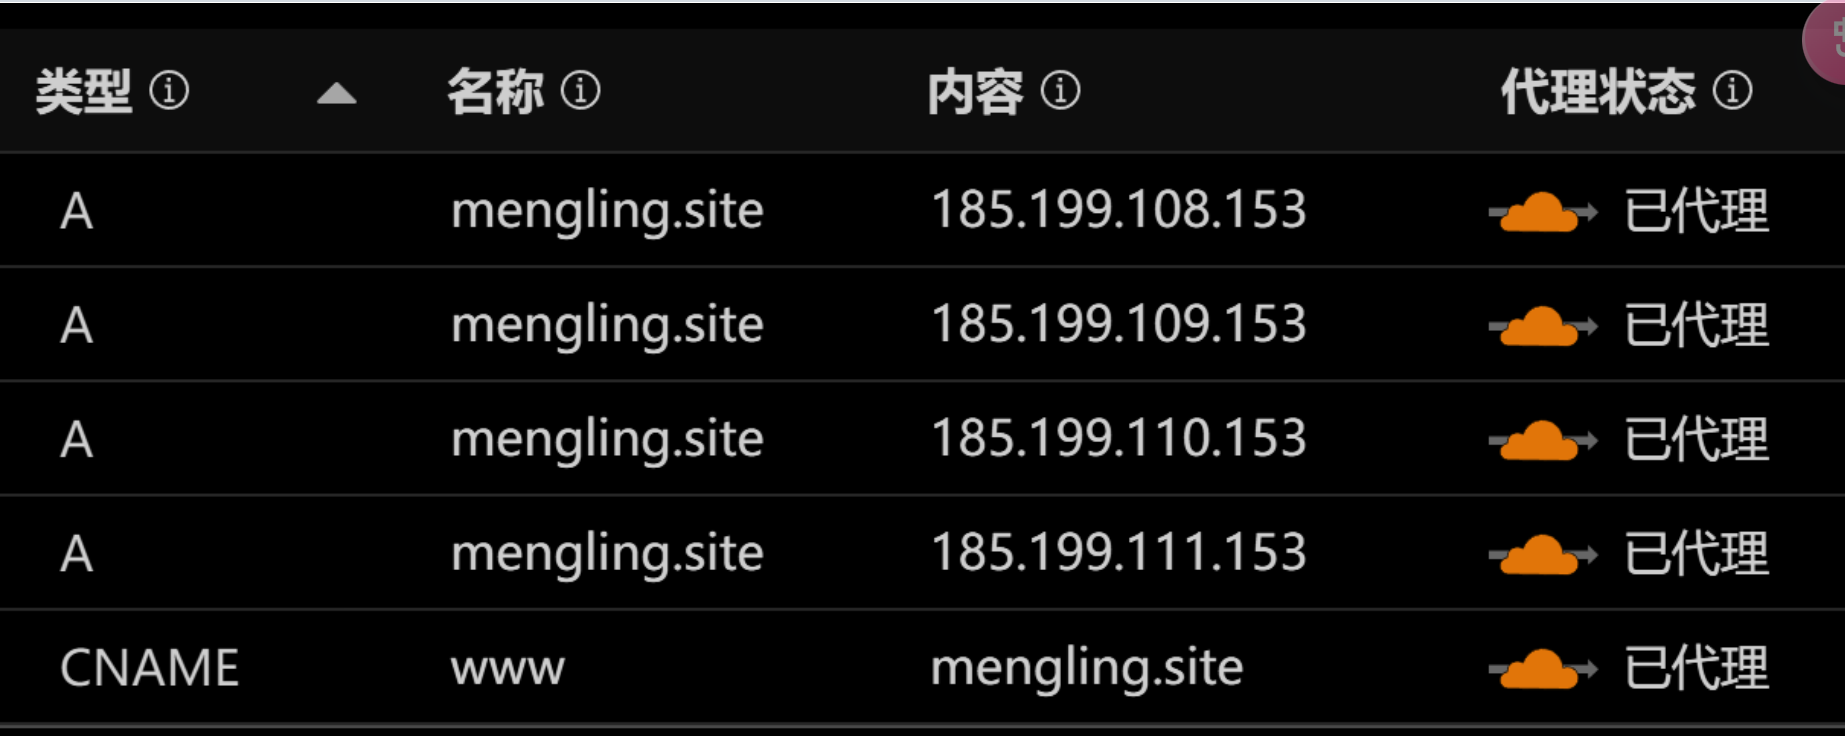 类型 名称 内容 代理状态
A mengling.site 185.199.108.153 已代理
A mengling.site 185.199.109.153 已代理
A mengling.site 185.199.110.153 已代理
A mengling.site 185.199.111.153 已代理
CNAME www mengling.site 已代理